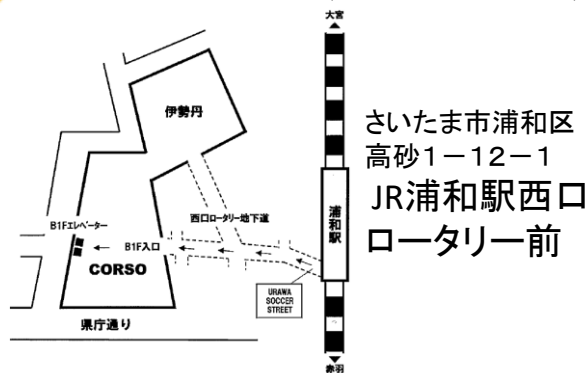 大宮
伊勢丹
さいたま市浦和区
高砂1－12－1
JR浦和駅西口
ロータリー前
浦和駅
西口ロータリー地下道
B1Fエレベーター
B1F入口
CORSO
URAWA
SOCCER
STREET
県庁通り
赤羽